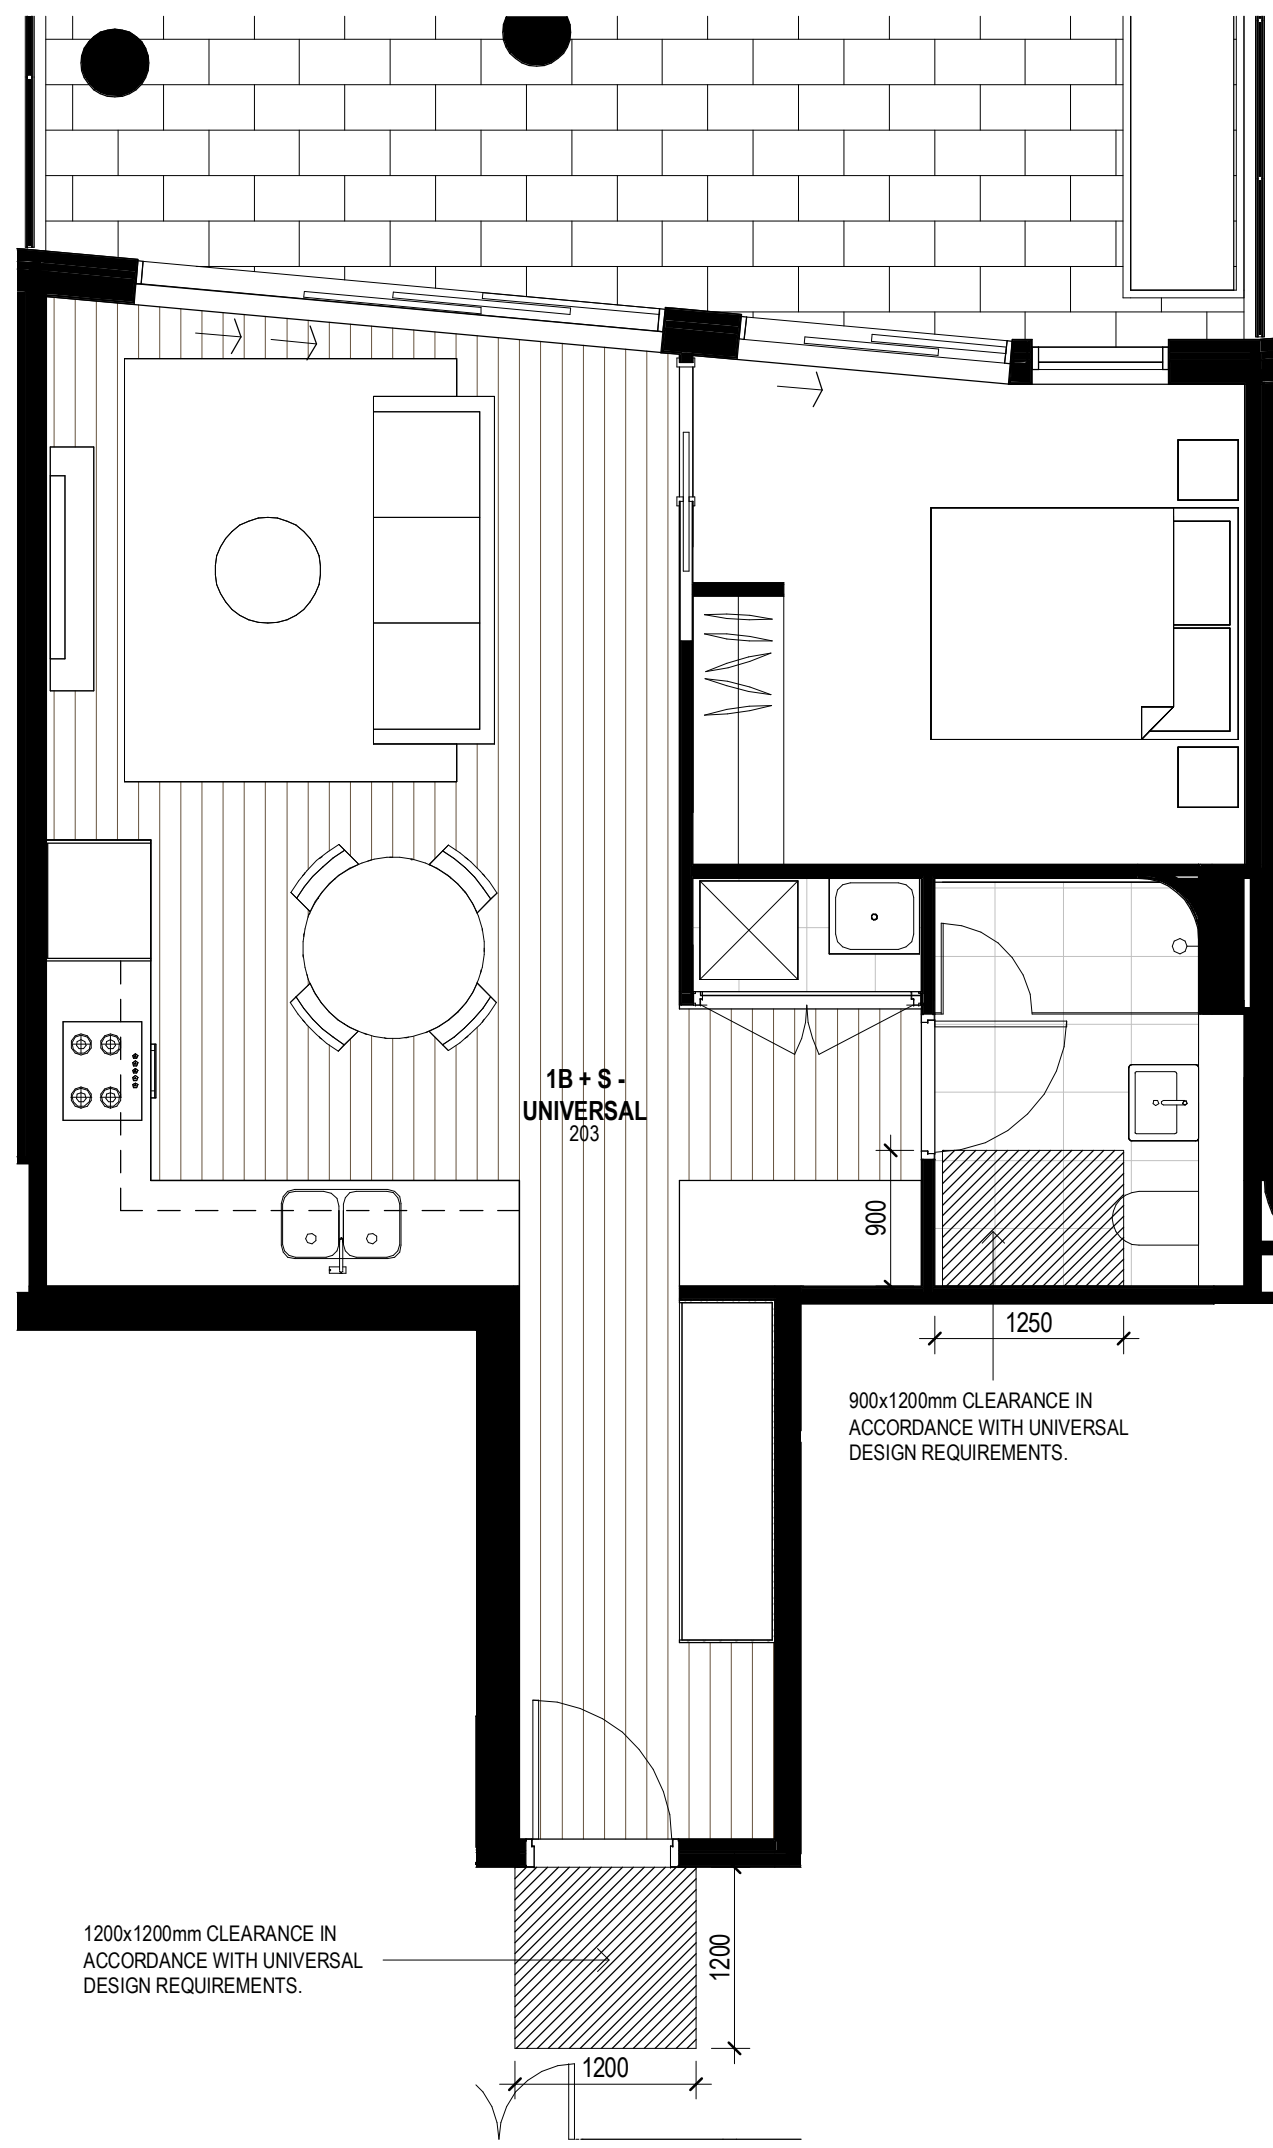 1B + S -
UNIVERSAL
203
900
1250
900x1200mm CLEARANCE IN
ACCORDANCE WITH UNIVERSAL
DESIGN REQUIREMENTS.
1200x1200mm CLEARANCE IN
ACCORDANCE WITH UNIVERSAL
DESIGN REQUIREMENTS.
1200
1200